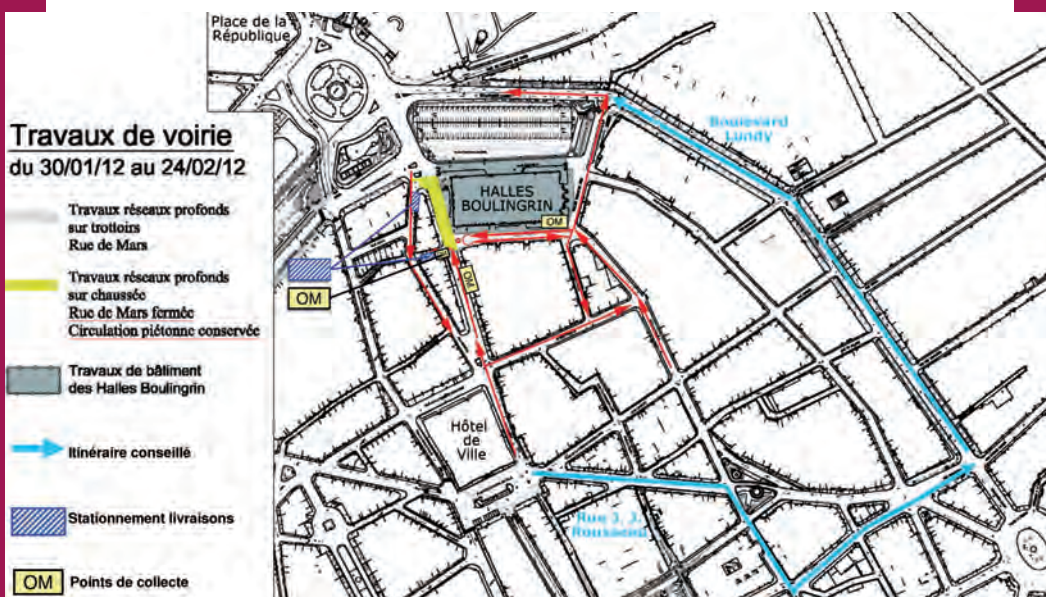 Place de la
République
Travaux de voirie
du 30/01/12 au 24/02/12
Travaux réseaux profonds
sur trottoirs
Rue de Mars
Travaux réseaux profonds
sur chaussée
Rue de Mars fermée
Circulation piétonne conservée
Travaux de bâtiment
des Halles Boulingrin
Itinéraire conseillé
Stationnement livraisons
OM Points de collecte
Boulevard
Lundy
HALLES
BOULINGRIN
OM
OM
OM
Hôtel
de
Ville
Rue J. J.
Rousseau